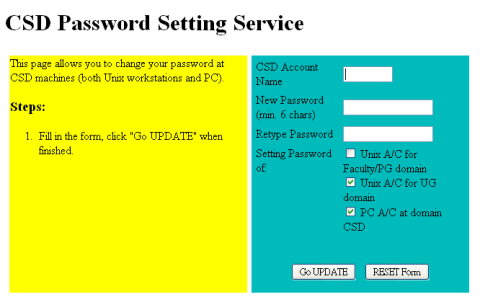 CSD Password Setting Service
This page allows you to change your password at
CSD machines (both Unix workstations and PC).
Steps:
1. Fill in the form, click "Go UPDATE" when
finished.
CSD Account
Name
New Password
(min. 6 chars)
Retype Password
Setting Password
of:
Unix A/C for
Faculty/PG domain
Unix A/C for UG
domain
PC A/C at domain
CSD
Go UPDATE
RESET Form